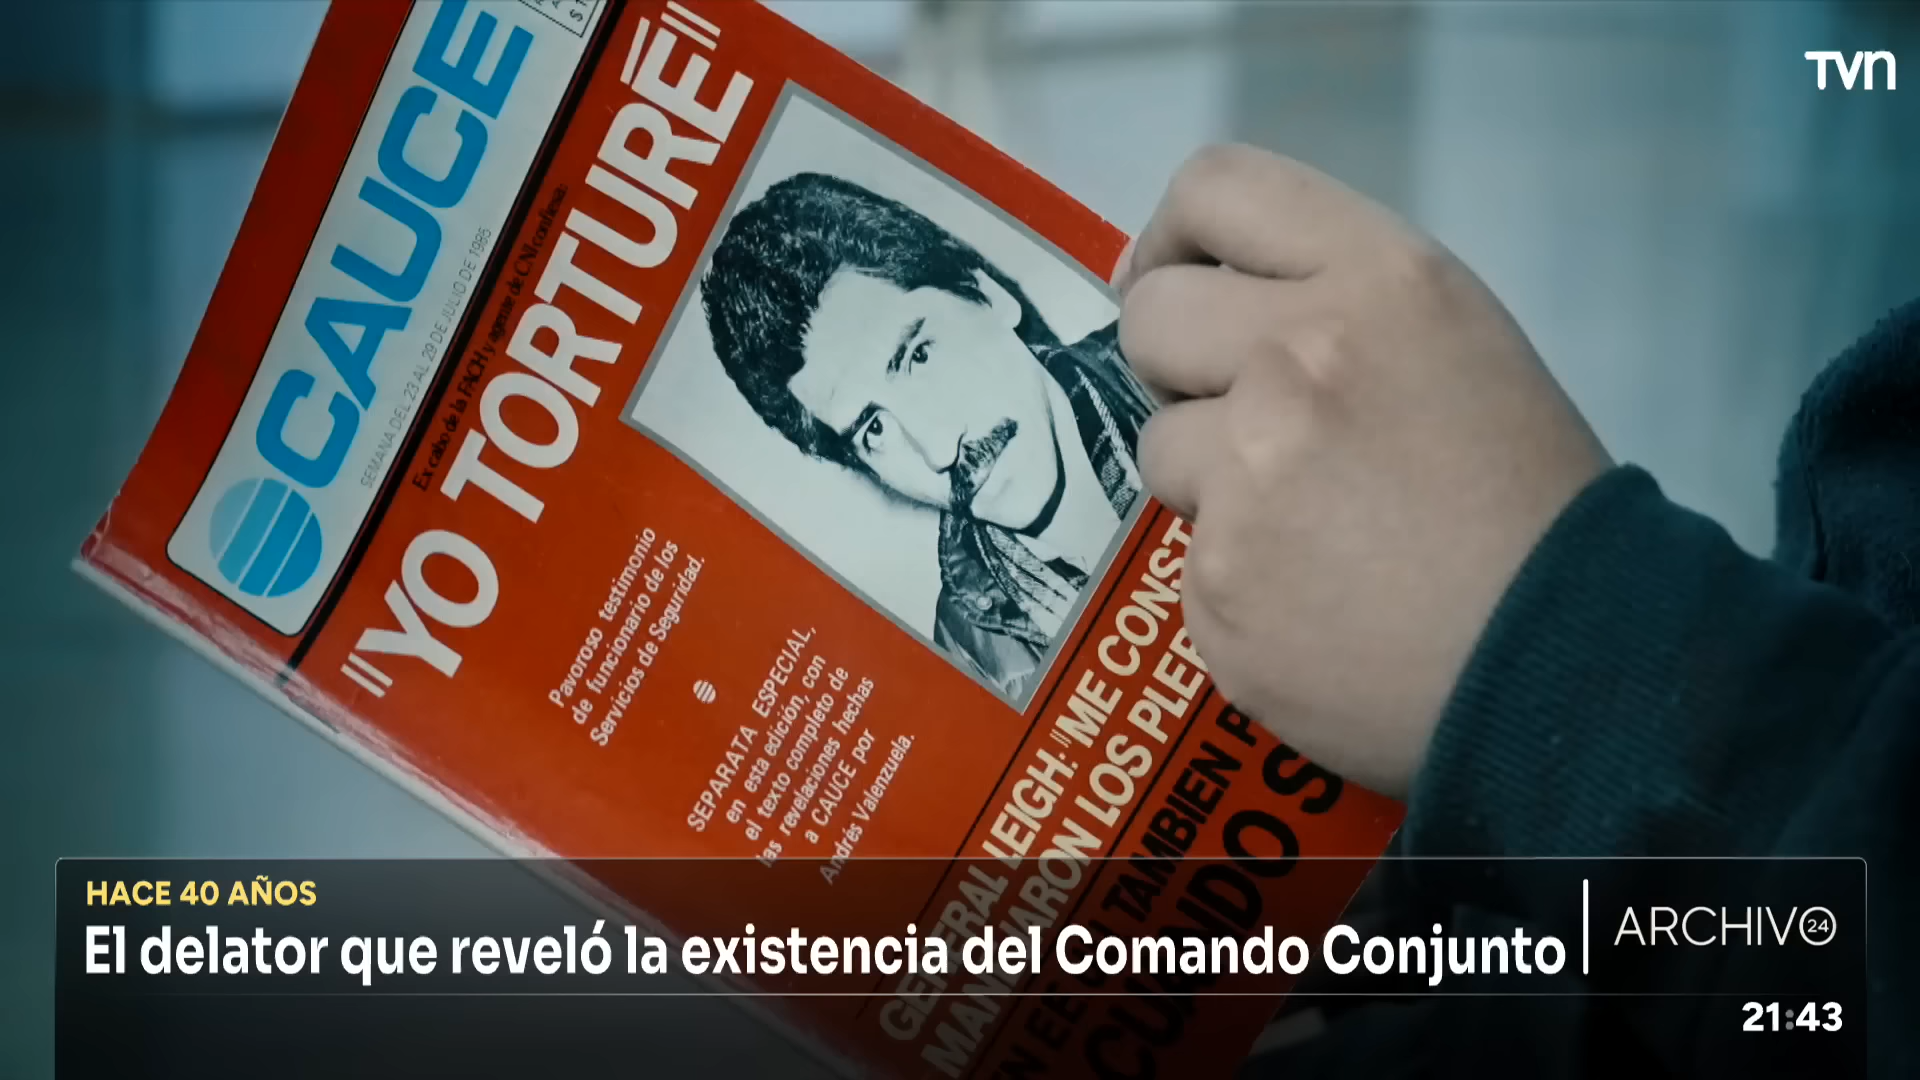 TVN
CAUCE
SEMANA DEL 23 AL 29 DE JULIO DE 1985
Ex cabo de la FACH y agente de CNI confiesa:
"YO TORTURÉ"
Pavoroso testimonio
de funcionario de los
Servicios de Seguridad.
SEPARATA ESPECIAL,
en esta edición, con
el texto completo de
las revelaciones hechas
a CAUCE por
Andrés Valenzuela.
GENERAL LEIGH: "ME CONST
MANDARON LOS
TAMBIEN
CUANDO S
HACE 40 AÑOS
El delator que reveló la existencia del Comando Conjunto
ARCHIVO 24
21:43